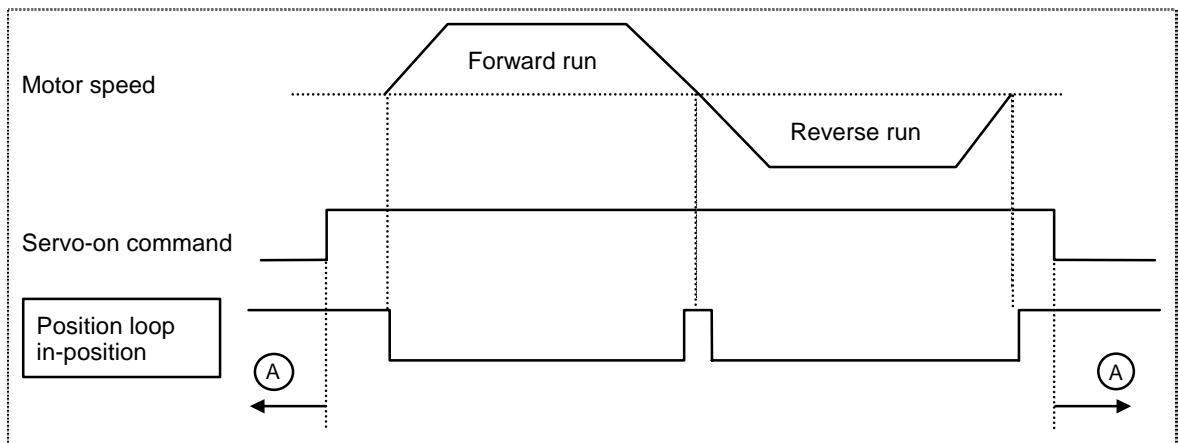 Forward run
Motor speed
Reverse run
Servo-on command
Position loop
in-position
A
A